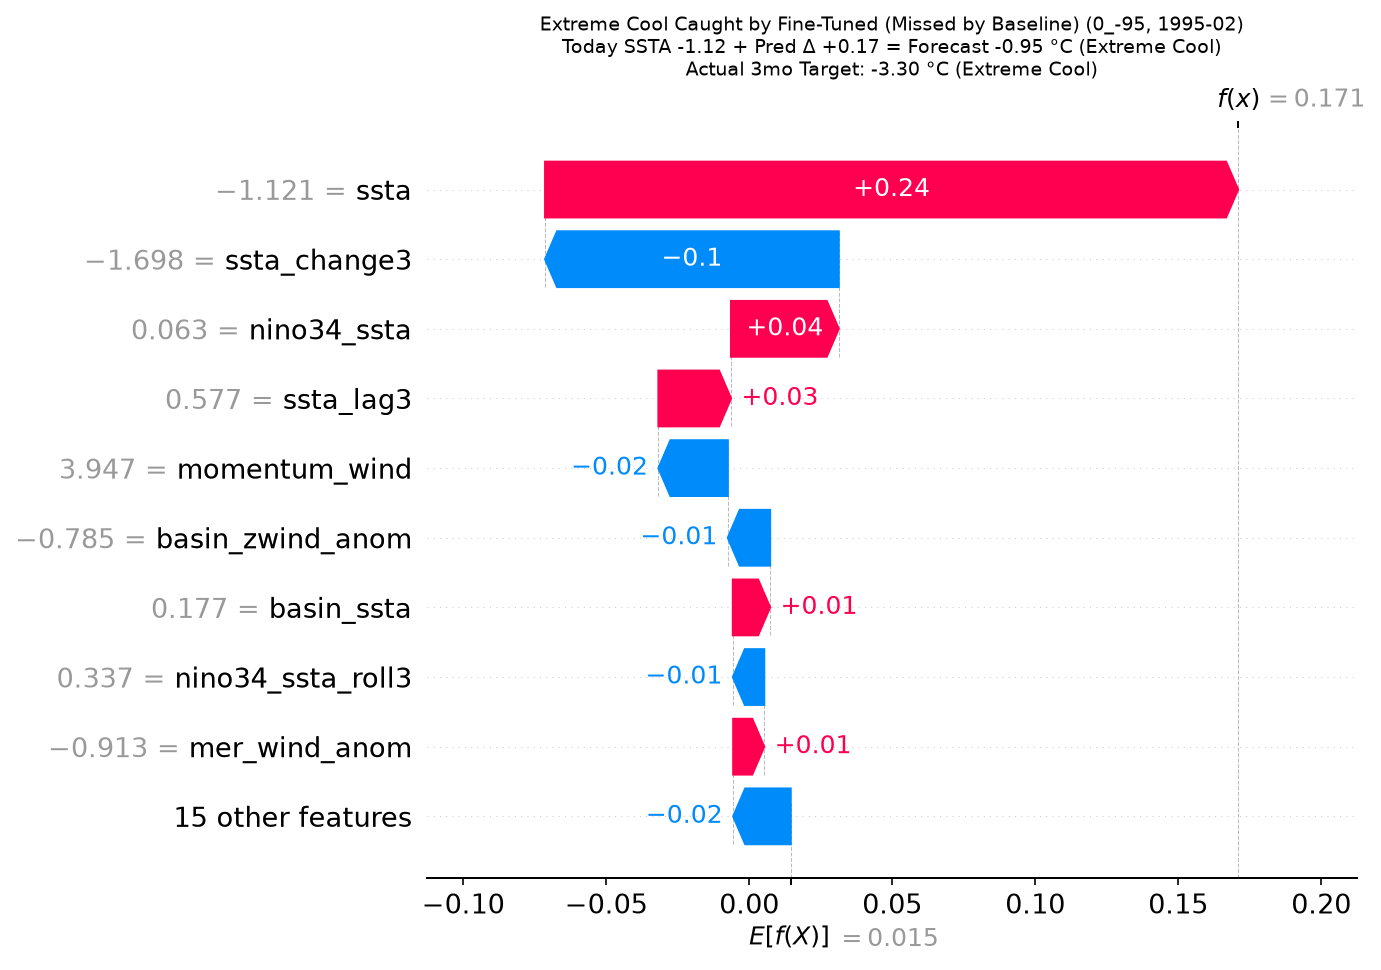 Extreme Cool Caught by Fine-Tuned (Missed by Baseline) (0_-95, 1995-02)
Today SSTA -1.12 + Pred Δ +0.17 = Forecast -0.95 °C (Extreme Cool)
Actual 3mo Target: -3.30 °C (Extreme Cool)
f(x) = 0.171
−1.121 = ssta +0.24
−1.698 = ssta_change3 −0.1
0.063 = nino34_ssta +0.04
0.577 = ssta_lag3 +0.03
3.947 = momentum_wind −0.02
−0.785 = basin_zwind_anom −0.01
0.177 = basin_ssta +0.01
0.337 = nino34_ssta_roll3 −0.01
−0.913 = mer_wind_anom +0.01
15 other features −0.02
−0.10 −0.05 0.00 0.05 0.10 0.15 0.20
E[f(X)] = 0.015